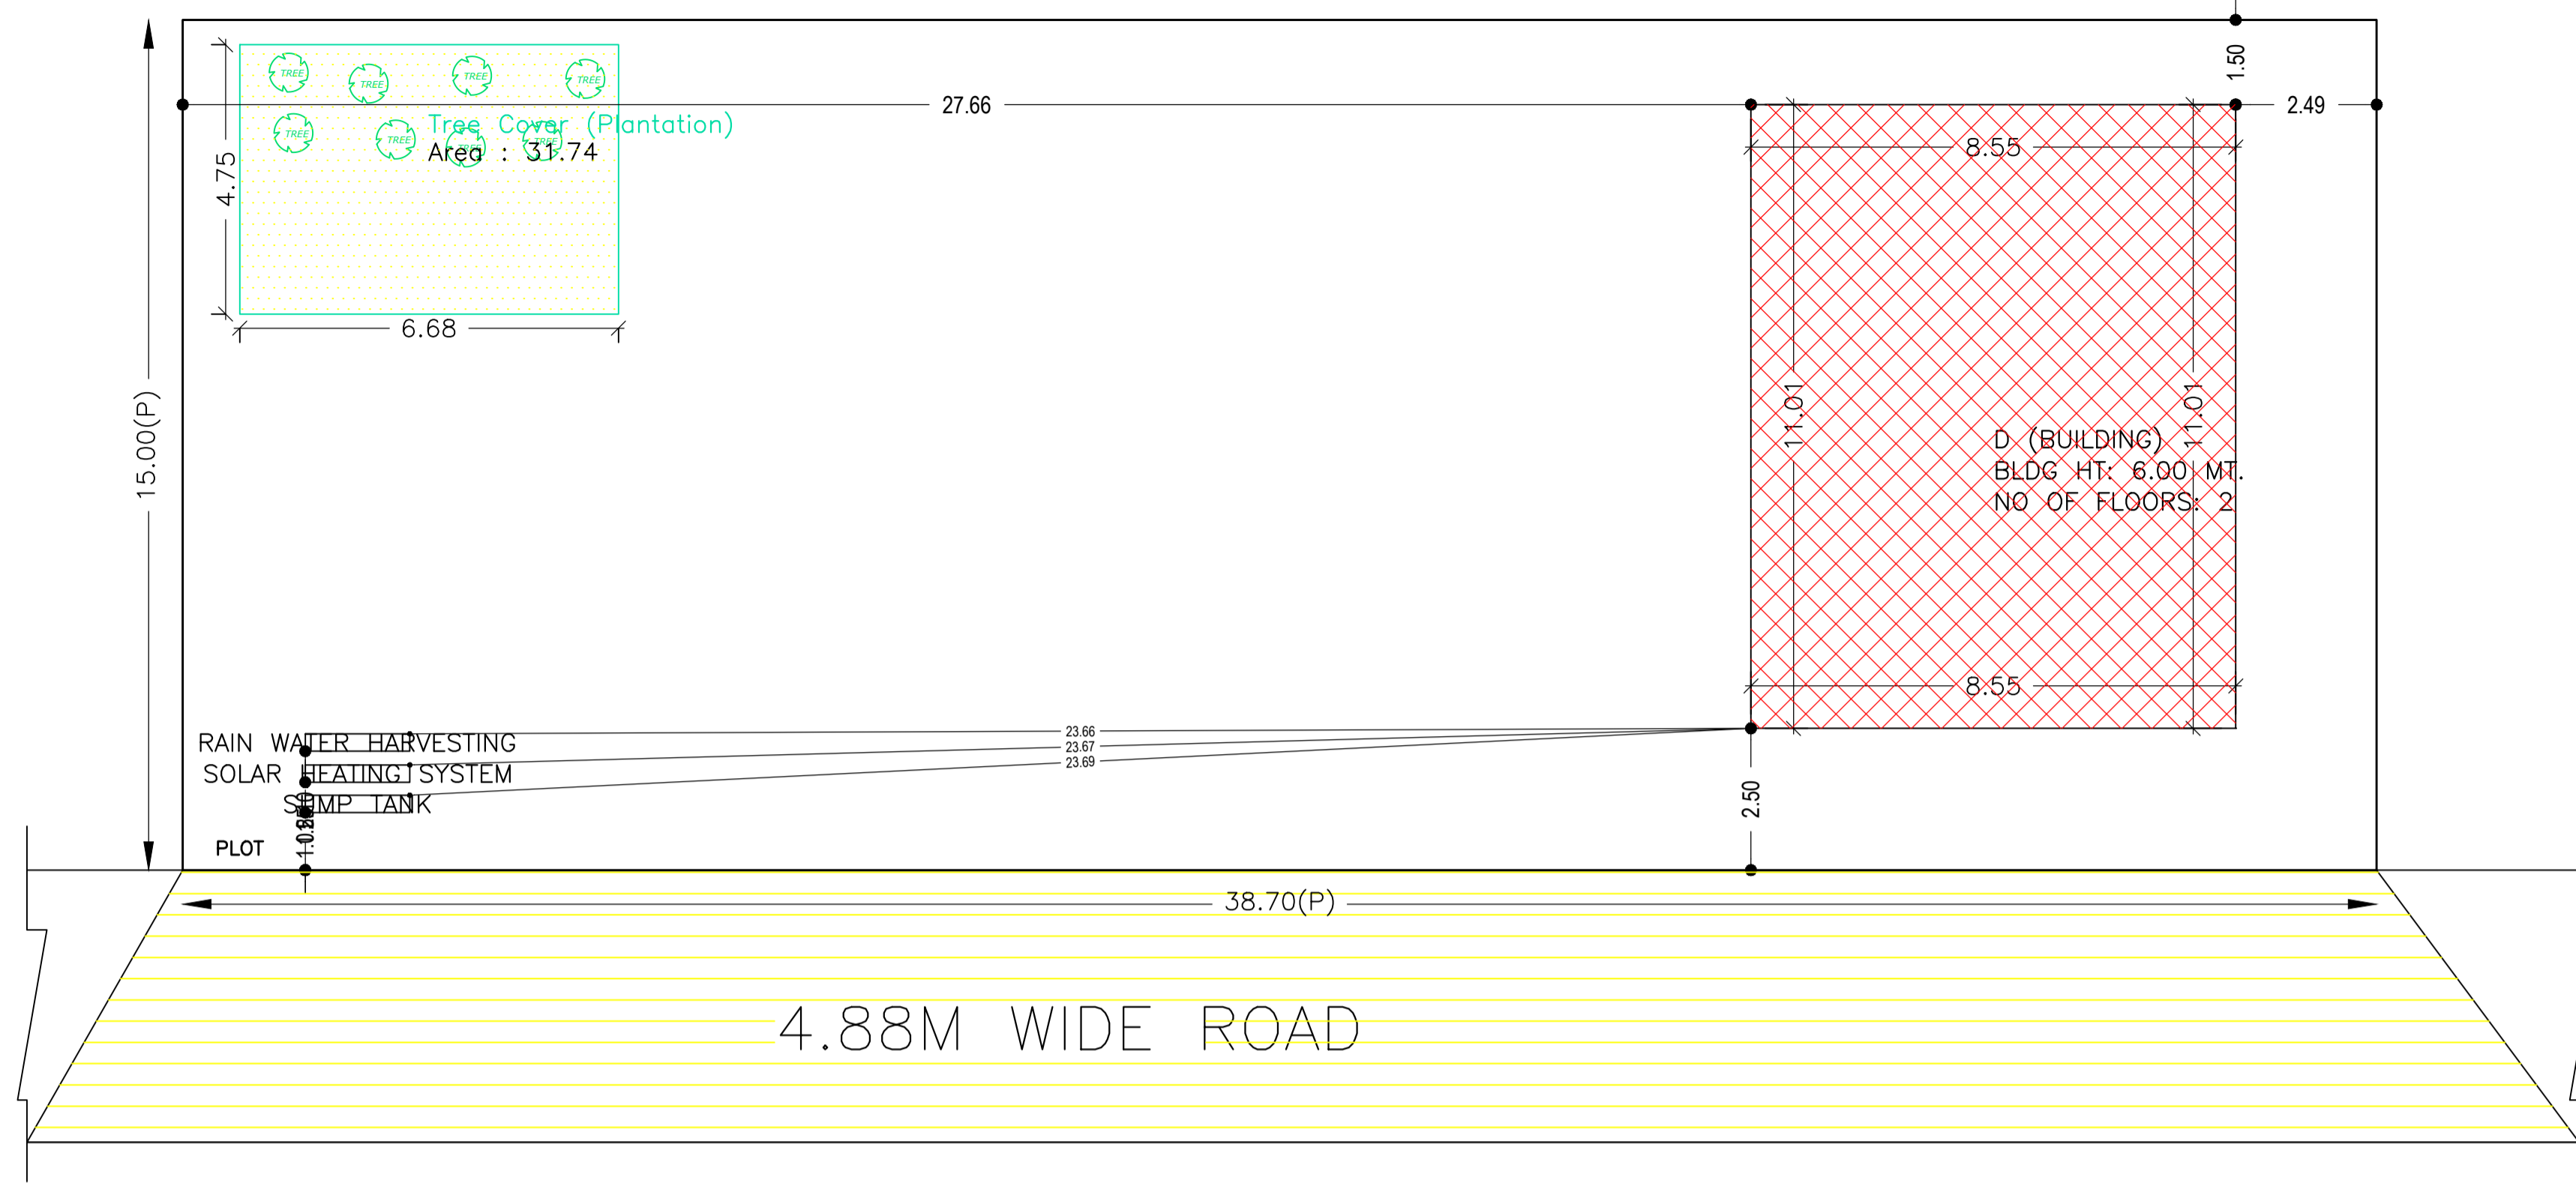 1.50
TREE
TREE
TREE
TREE
27.66
2.49
TREE
TREE
TREE
TREE
Tree Cover (Plantation)
Area : 31.74
8.55
4.75
6.68
15.00(P)
11.01
11.01
D (BUILDING)
BLDG HT: 6.00 MT.
NO OF FLOORS: 2
8.55
RAIN WATER HARVESTING
SOLAR HEATING SYSTEM
SUMP TANK
23.66
23.67
23.69
2.50
PLOT
38.70(P)
4.88M WIDE ROAD